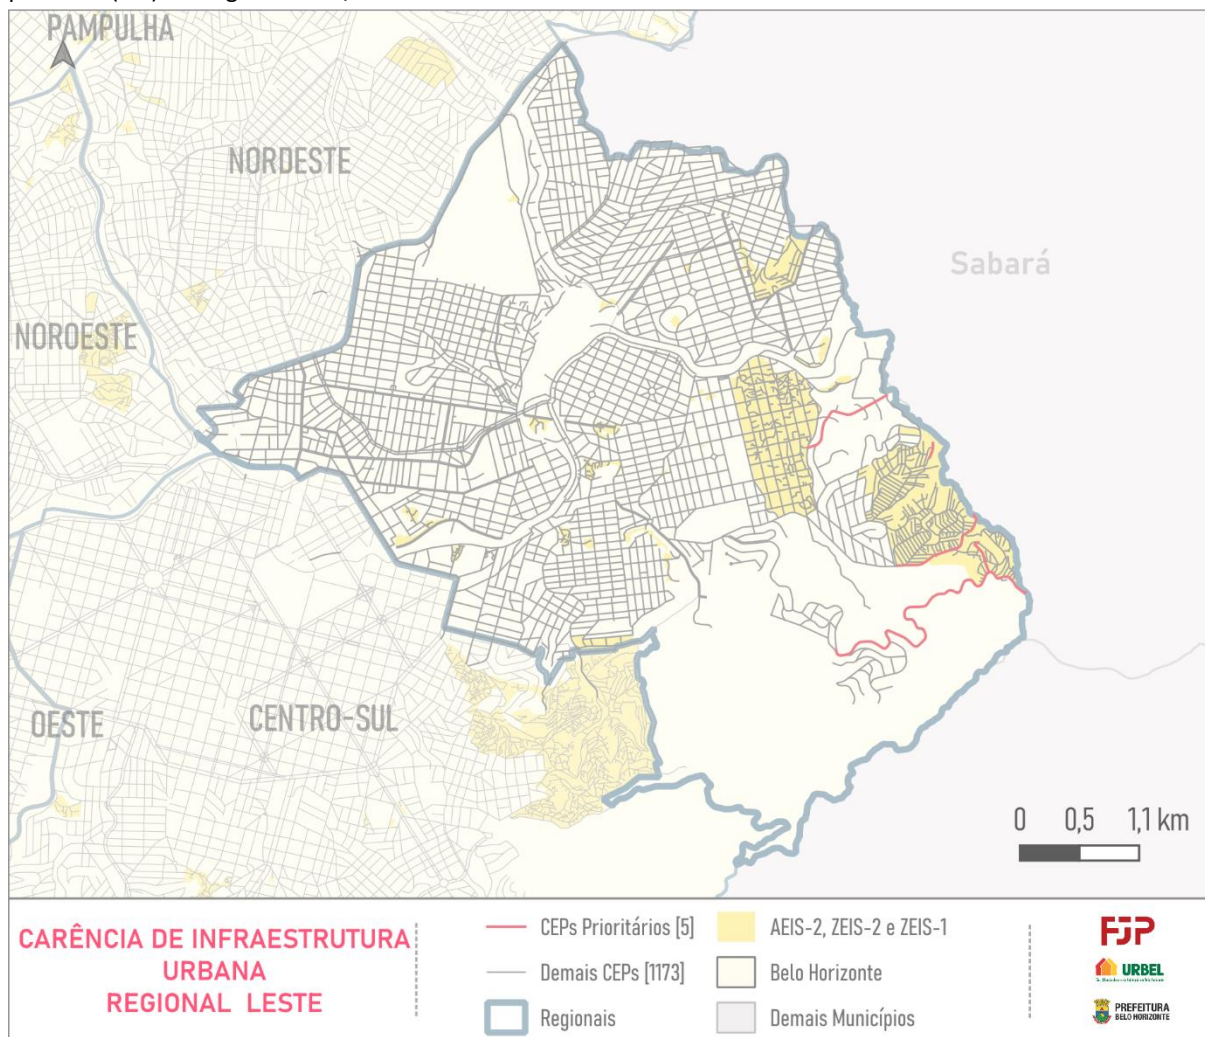 PAMPULHA
NORDESTE
Sabará
NOROESTE
OESTE
CENTRO-SUL
0 0,5 1,1 km
CARÊNCIA DE INFRAESTRUTURA
URBANA
REGIONAL LESTE
CEPs Prioritários [5]
Demais CEPs [1173]
Regionais
AEIS-2, ZEIS-2 e ZEIS-1
Belo Horizonte
Demais Municípios
FJP
URBEL
PREFEITURA
BELO HORIZONTE